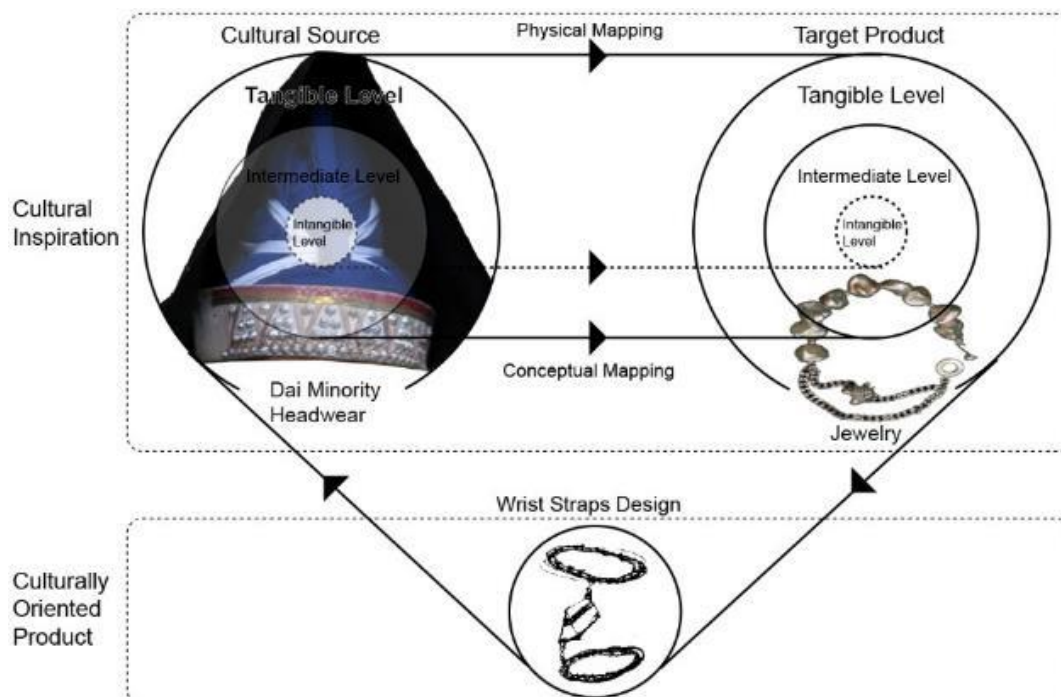 Cultural Source
Physical Mapping
Target Product
Tangible Level
Tangible Level
Intermediate Level
Intermediate Level
Intangible
Level
Intangible
Level
Cultural
Inspiration
Conceptual Mapping
Dai Minority
Headwear
Jewelry
Wrist Straps Design
Culturally
Oriented
Product